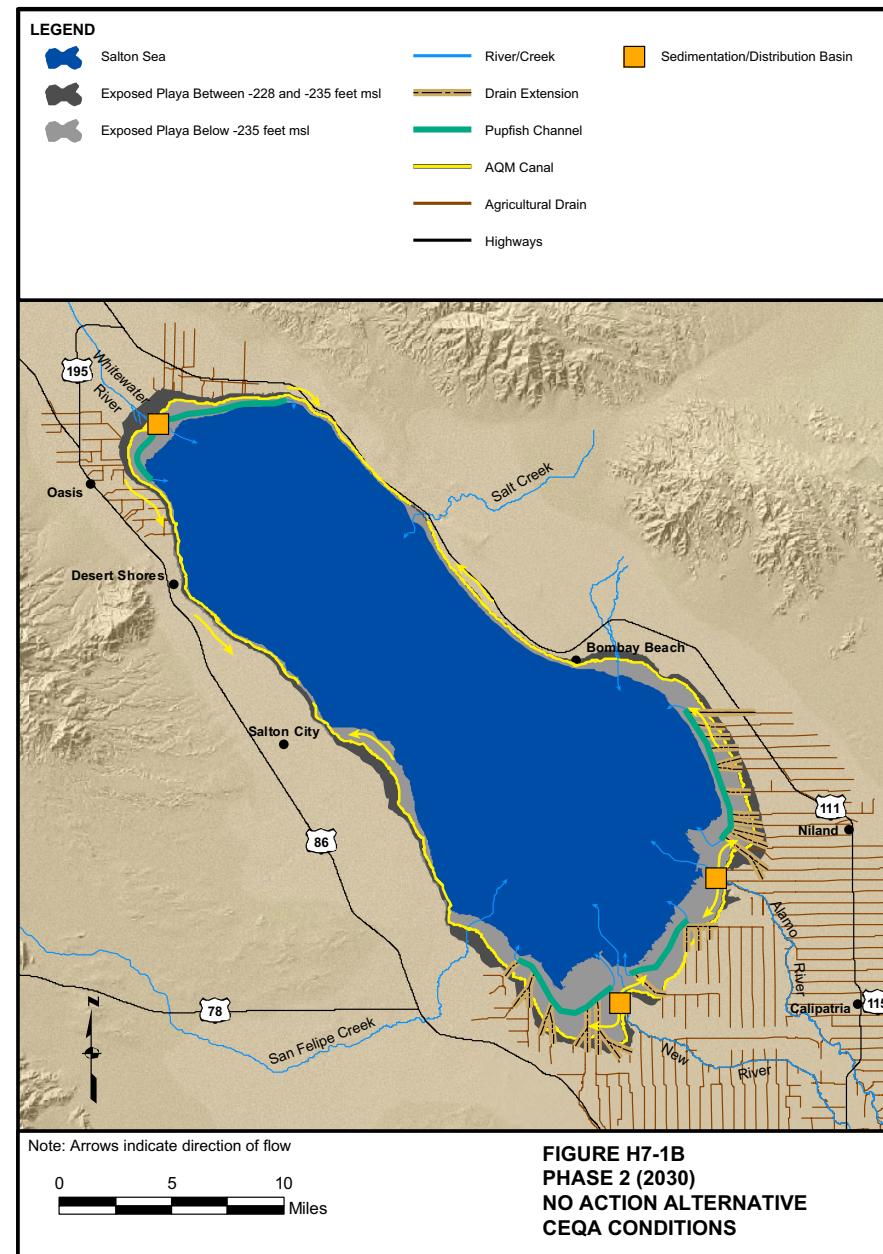 LEGEND
Salton Sea
Exposed Playa Between -228 and -235 feet msl
Exposed Playa Below -235 feet msl
River/Creek
Drain Extension
Pupfish Channel
AQM Canal
Agricultural Drain
Highways
Sedimentation/Distribution Basin
195
Whitewater
River
Oasis
Salt Creek
Desert Shores
Bombay Beach
Salton City
111
Niland
86
Alamo
River
78
Calipatria
115
San Felipe Creek
New
River
N
Note: Arrows indicate direction of flow
0 5 10
Miles
FIGURE H7-1B
PHASE 2 (2030)
NO ACTION ALTERNATIVE
CEQA CONDITIONS